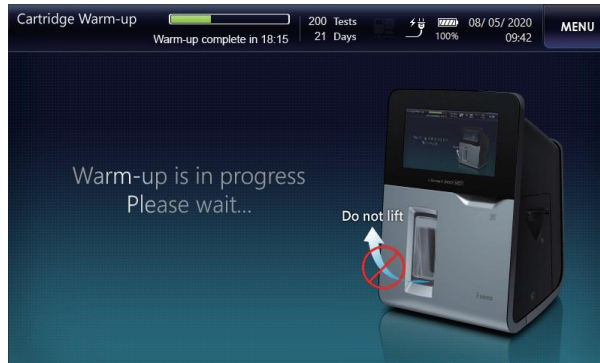 Cartridge Warm-up
Warm-up complete in 18:15
200 Tests
21 Days
100%
08/ 05/ 2020
09:42
MENU
Warm-up is in progress
Please wait...
Do not lift